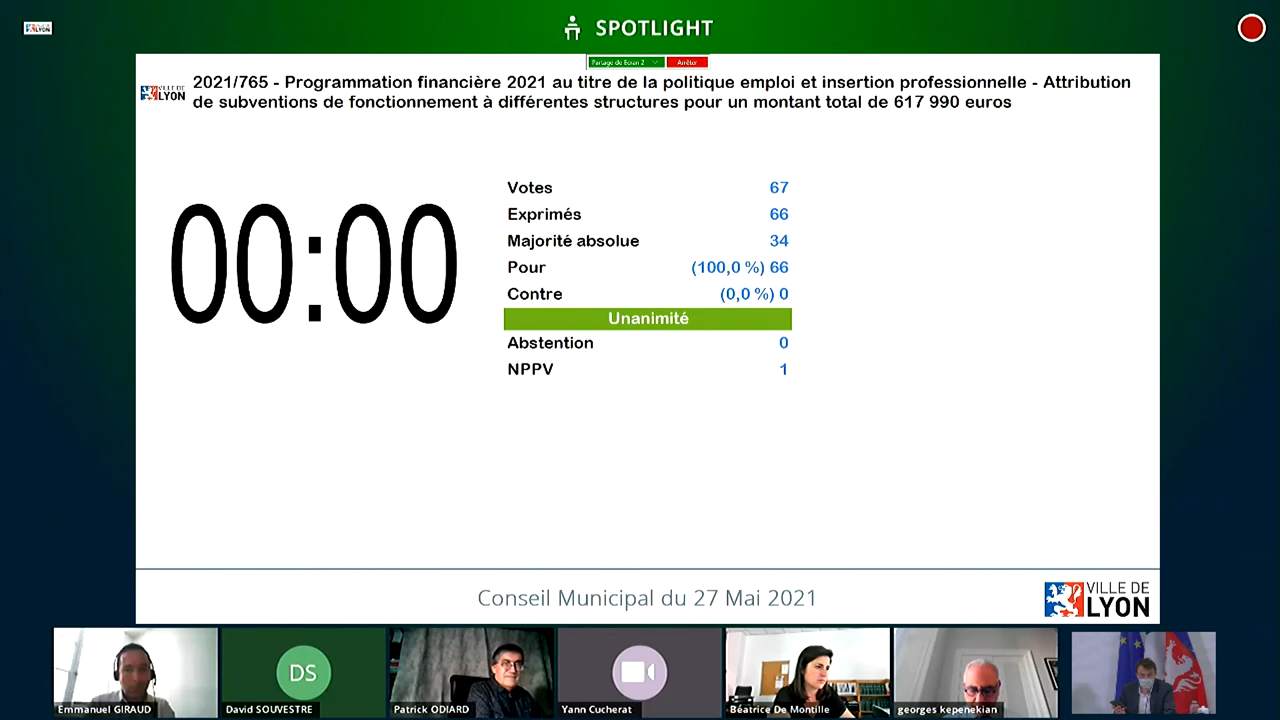 VILLE DE
LYON
SPOTLIGHT
Partage de Ecran 2
Arrêter
VILLE DE
LYON
2021/765 - Programmation financière 2021 au titre de la politique emploi et insertion professionnelle - Attribution
de subventions de fonctionnement à différentes structures pour un montant total de 617 990 euros
00:00
Votes 67
Exprimés 66
Majorité absolue 34
Pour (100,0 %) 66
Contre (0,0 %) 0
Unanimité
Abstention 0
NPPV 1
Conseil Municipal du 27 Mai 2021
VILLE DE
LYON
DS
Emmanuel GIRAUD
David SOUVESTRE
Patrick ODIARD
Yann Cucherat
Béatrice De Montille
georges kepenekian